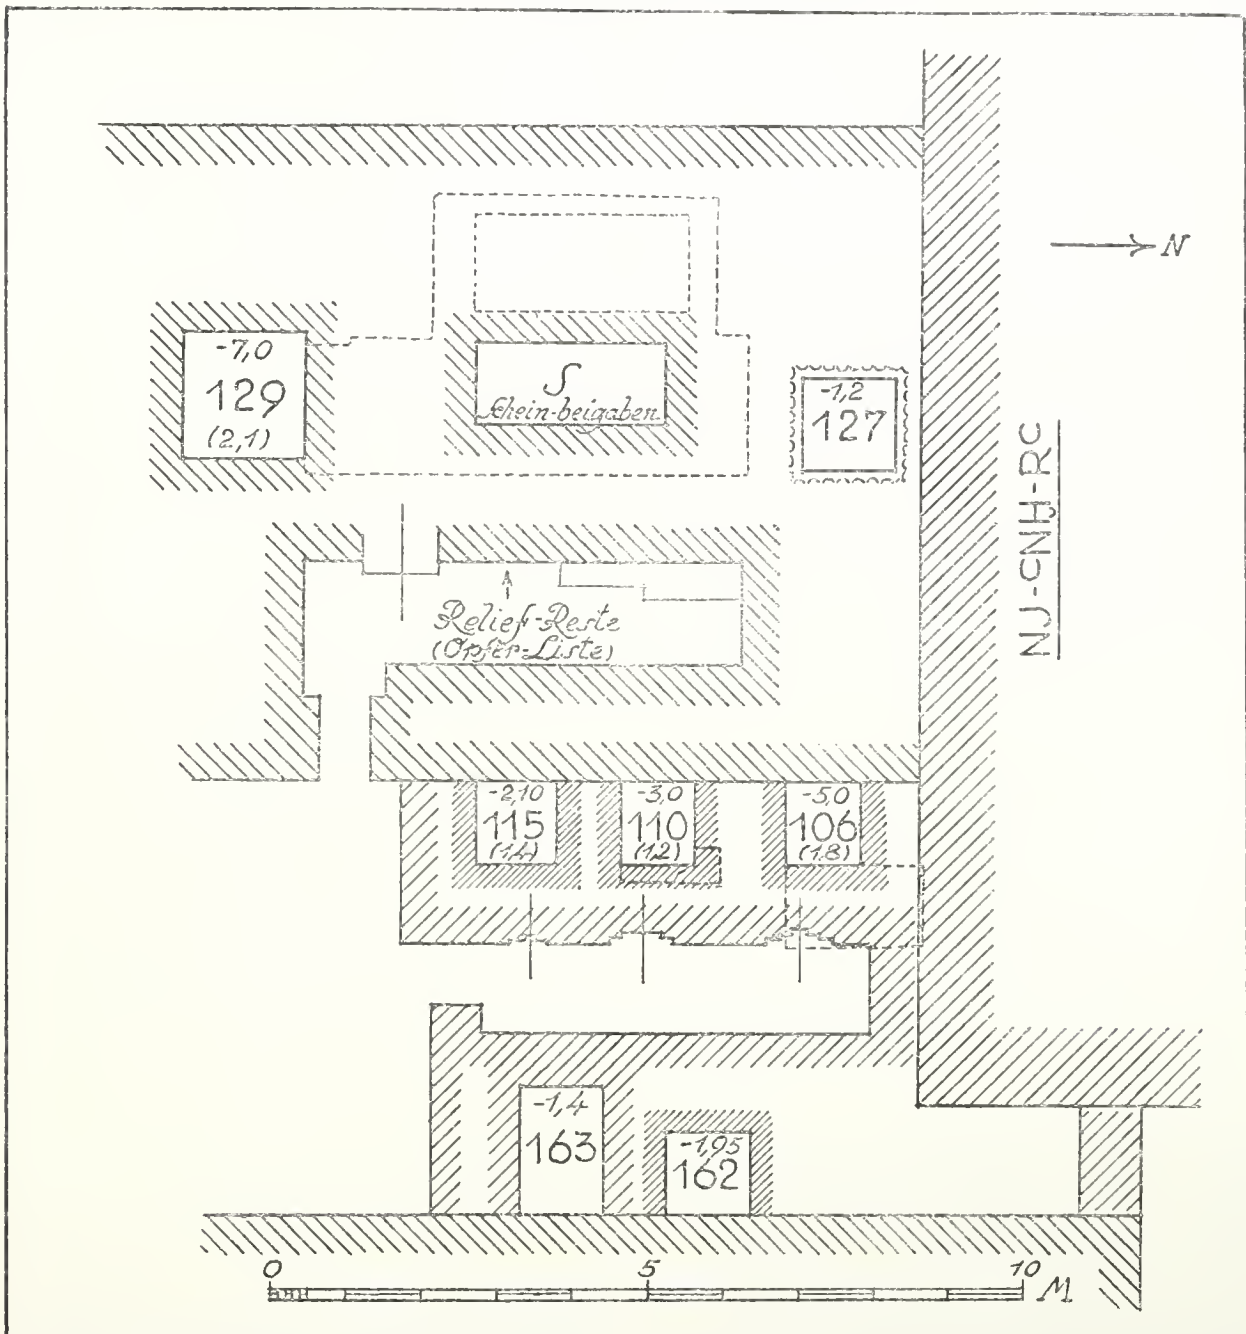 N
-7,0
129
(2,1)
S
Schein-beigaben
-1,2
127
NJ-CNḪ-RC
Relief-Reste
(Opfer-Liste)
-2,10
115
(1,4)
-3,0
110
(1,2)
-5,0
106
(1,8)
-1,4
163
-1,95
162
0 5 10 M